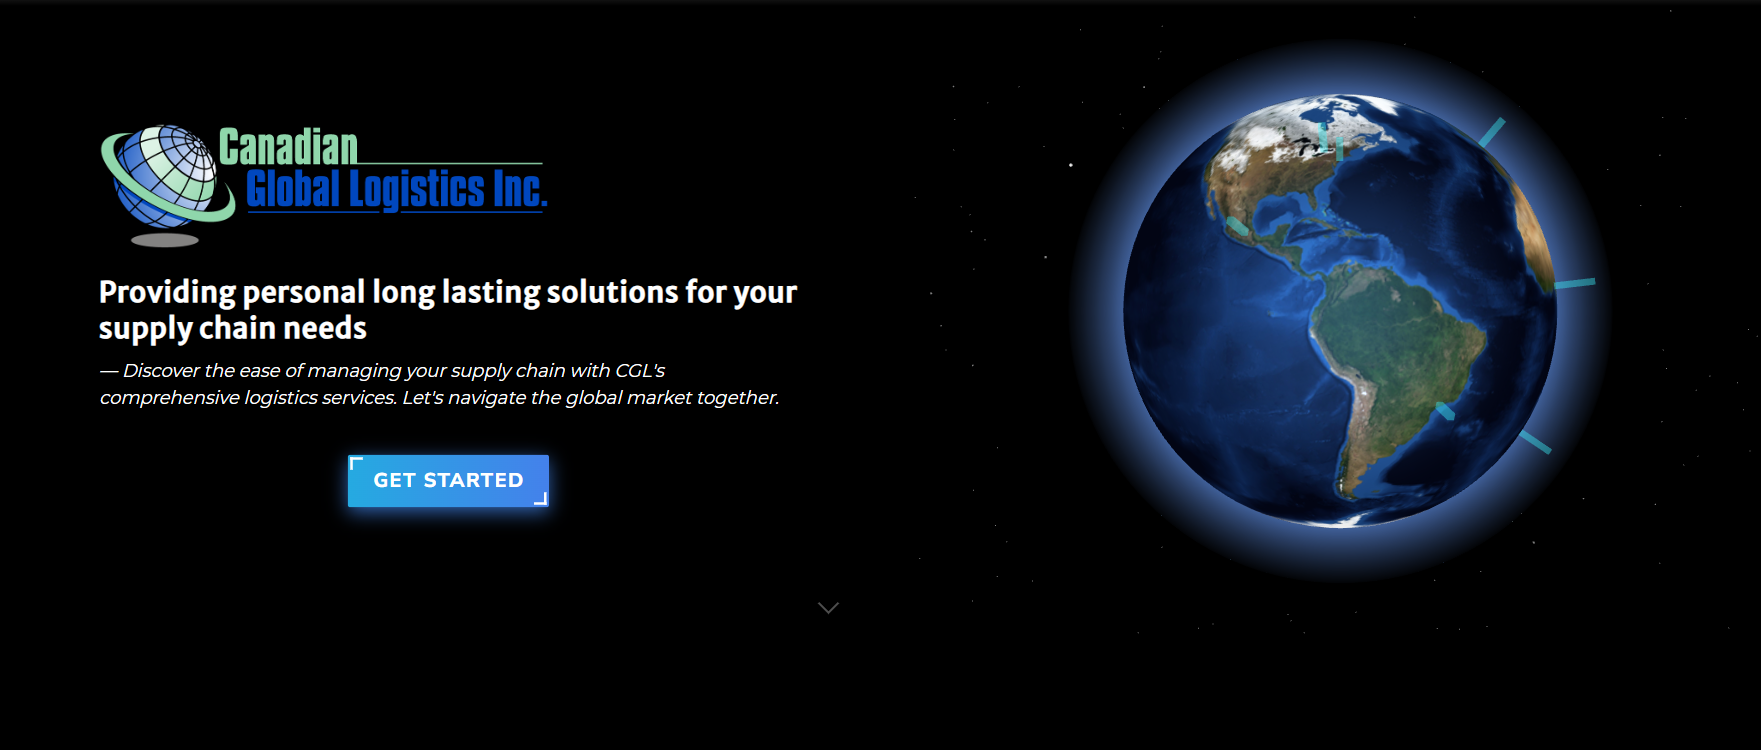 Canadian
Global Logistics Inc.
Providing personal long lasting solutions for your
supply chain needs
— Discover the ease of managing your supply chain with CGL's
comprehensive logistics services. Let's navigate the global market together.
GET STARTED